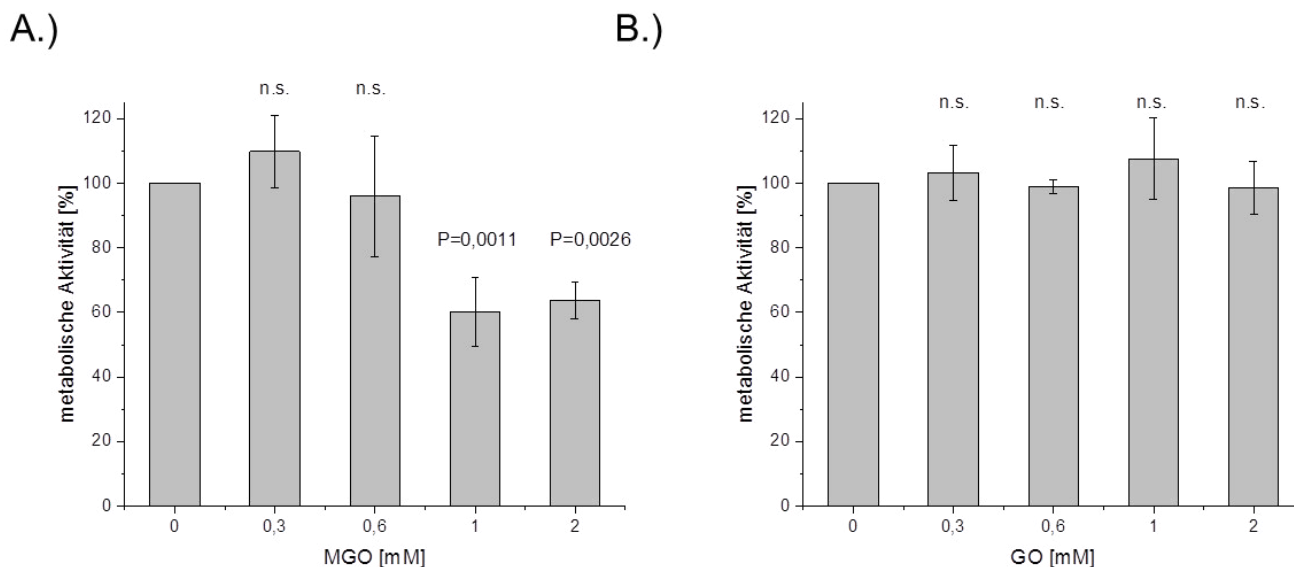 A.)
n.s.
n.s.
P=0,0011
P=0,0026
metabolische Aktivität [%]
120
100
80
60
40
20
0
0
0,3
0,6
1
2
MGO [mM]
B.)
n.s.
n.s.
n.s.
n.s.
metabolische Aktivität [%]
120
100
80
60
40
20
0
0
0,3
0,6
1
2
GO [mM]